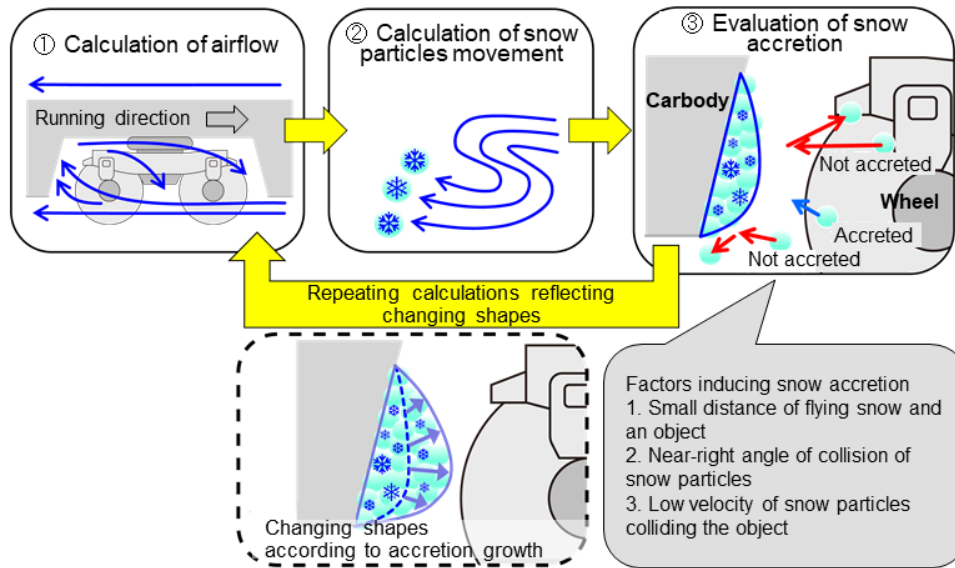 ① Calculation of airflow
Running direction
② Calculation of snow
particles movement
③ Evaluation of snow
accretion
Carbody
Not accreted
Wheel
Accreted
Not accreted
Repeating calculations reflecting
changing shapes
Changing shapes
according to accretion growth
Factors inducing snow accretion
1. Small distance of flying snow and
an object
2. Near-right angle of collision of
snow particles
3. Low velocity of snow particles
colliding the object